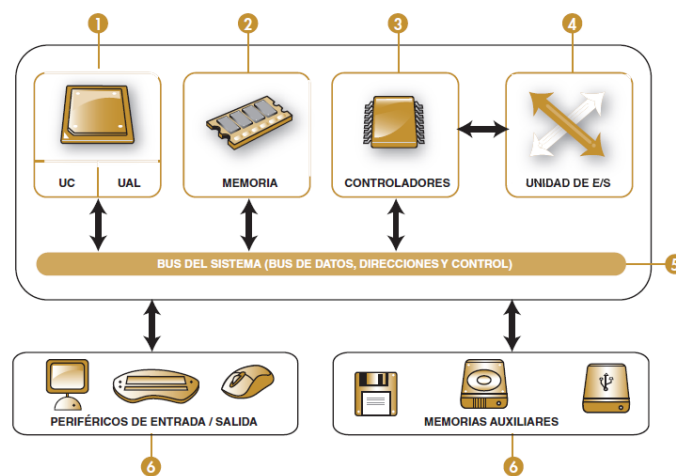 1
2
3
4
UC
UAL
MEMORIA
CONTROLADORES
UNIDAD DE E/S
BUS DEL SISTEMA (BUS DE DATOS, DIRECCIONES Y CONTROL)
5
PERIFÉRICOS DE ENTRADA / SALIDA
MEMORIAS AUXILIARES
6
6